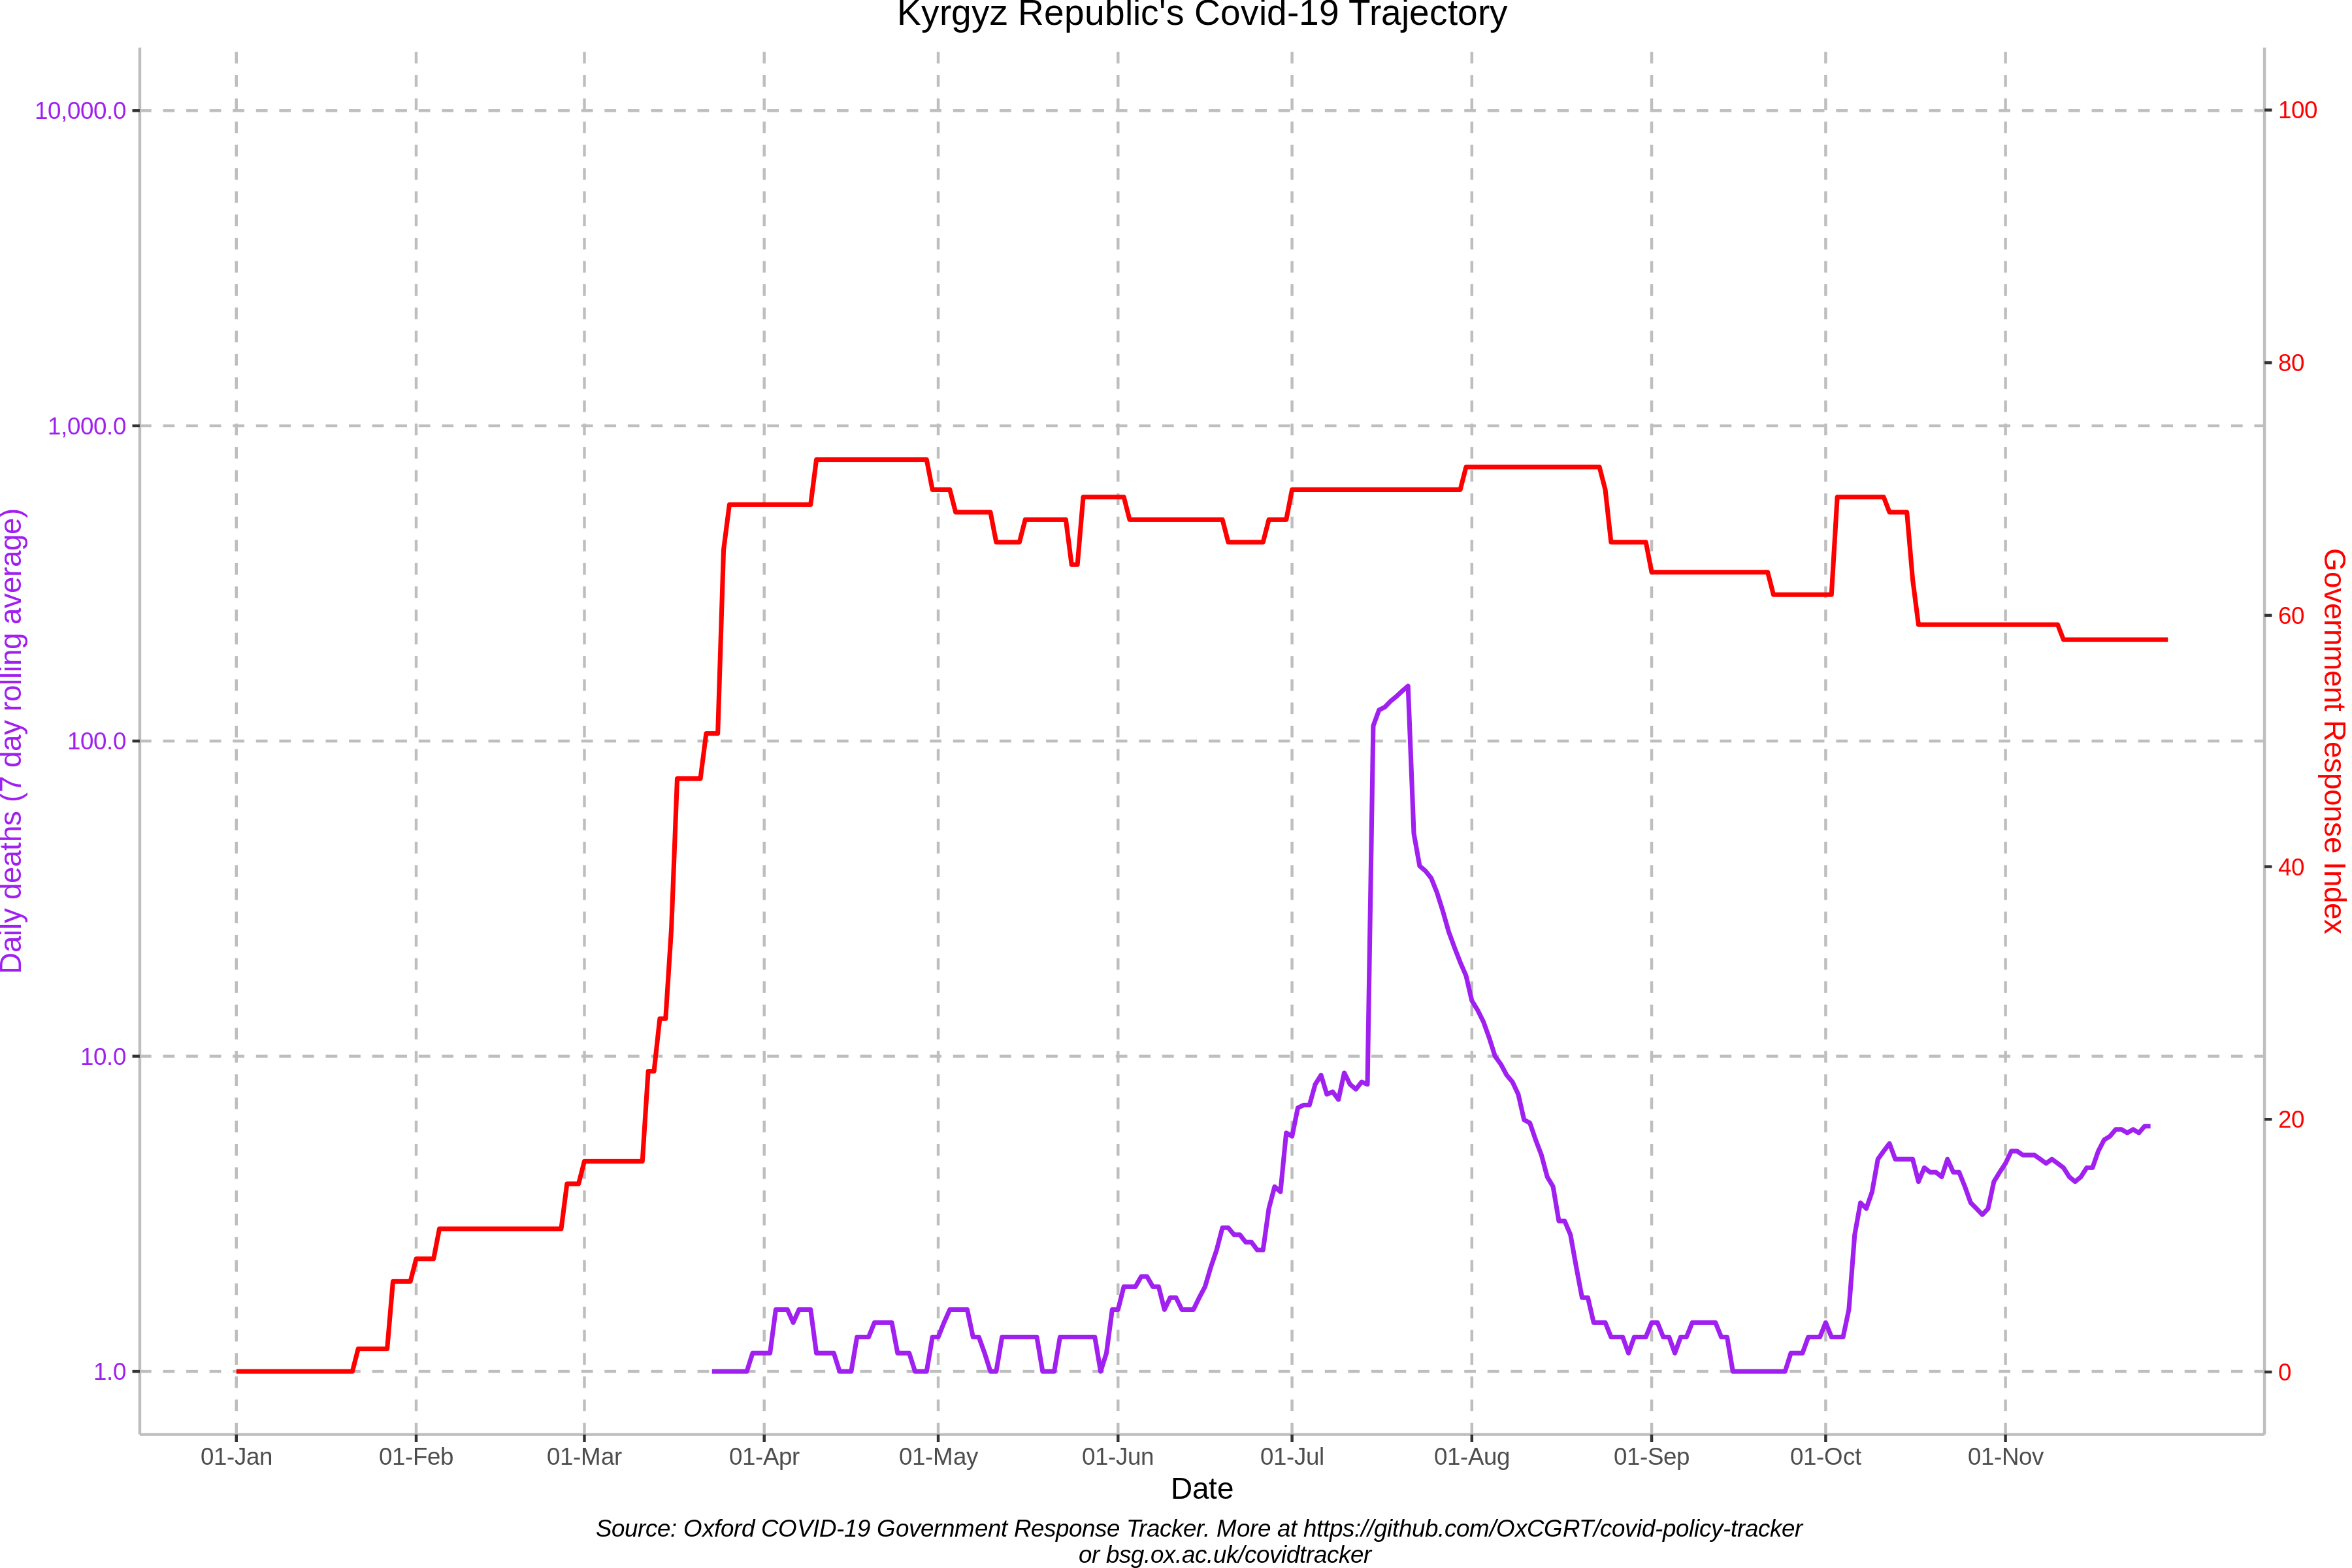 Kyrgyz Republic's Covid-19 Trajectory
10,000.0
1,000.0
100.0
10.0
1.0
Daily deaths (7 day rolling average)
100
80
60
40
20
0
Government Response Index
01-Jan 01-Feb 01-Mar 01-Apr 01-May 01-Jun 01-Jul 01-Aug 01-Sep 01-Oct 01-Nov
Date
Source: Oxford COVID-19 Government Response Tracker. More at https://github.com/OxCGRT/covid-policy-tracker
or bsg.ox.ac.uk/covidtracker